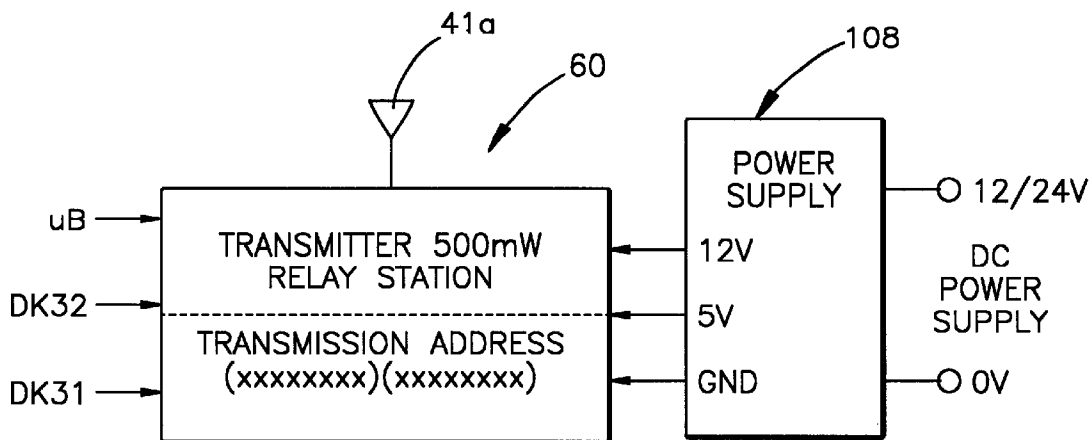 41a
60
108
uB
DK32
DK31
TRANSMITTER 500mW
RELAY STATION
TRANSMISSION ADDRESS
(xxxxxxxx)(xxxxxxxx)
POWER
SUPPLY
12V
5V
GND
12/24V
DC
POWER
SUPPLY
0V